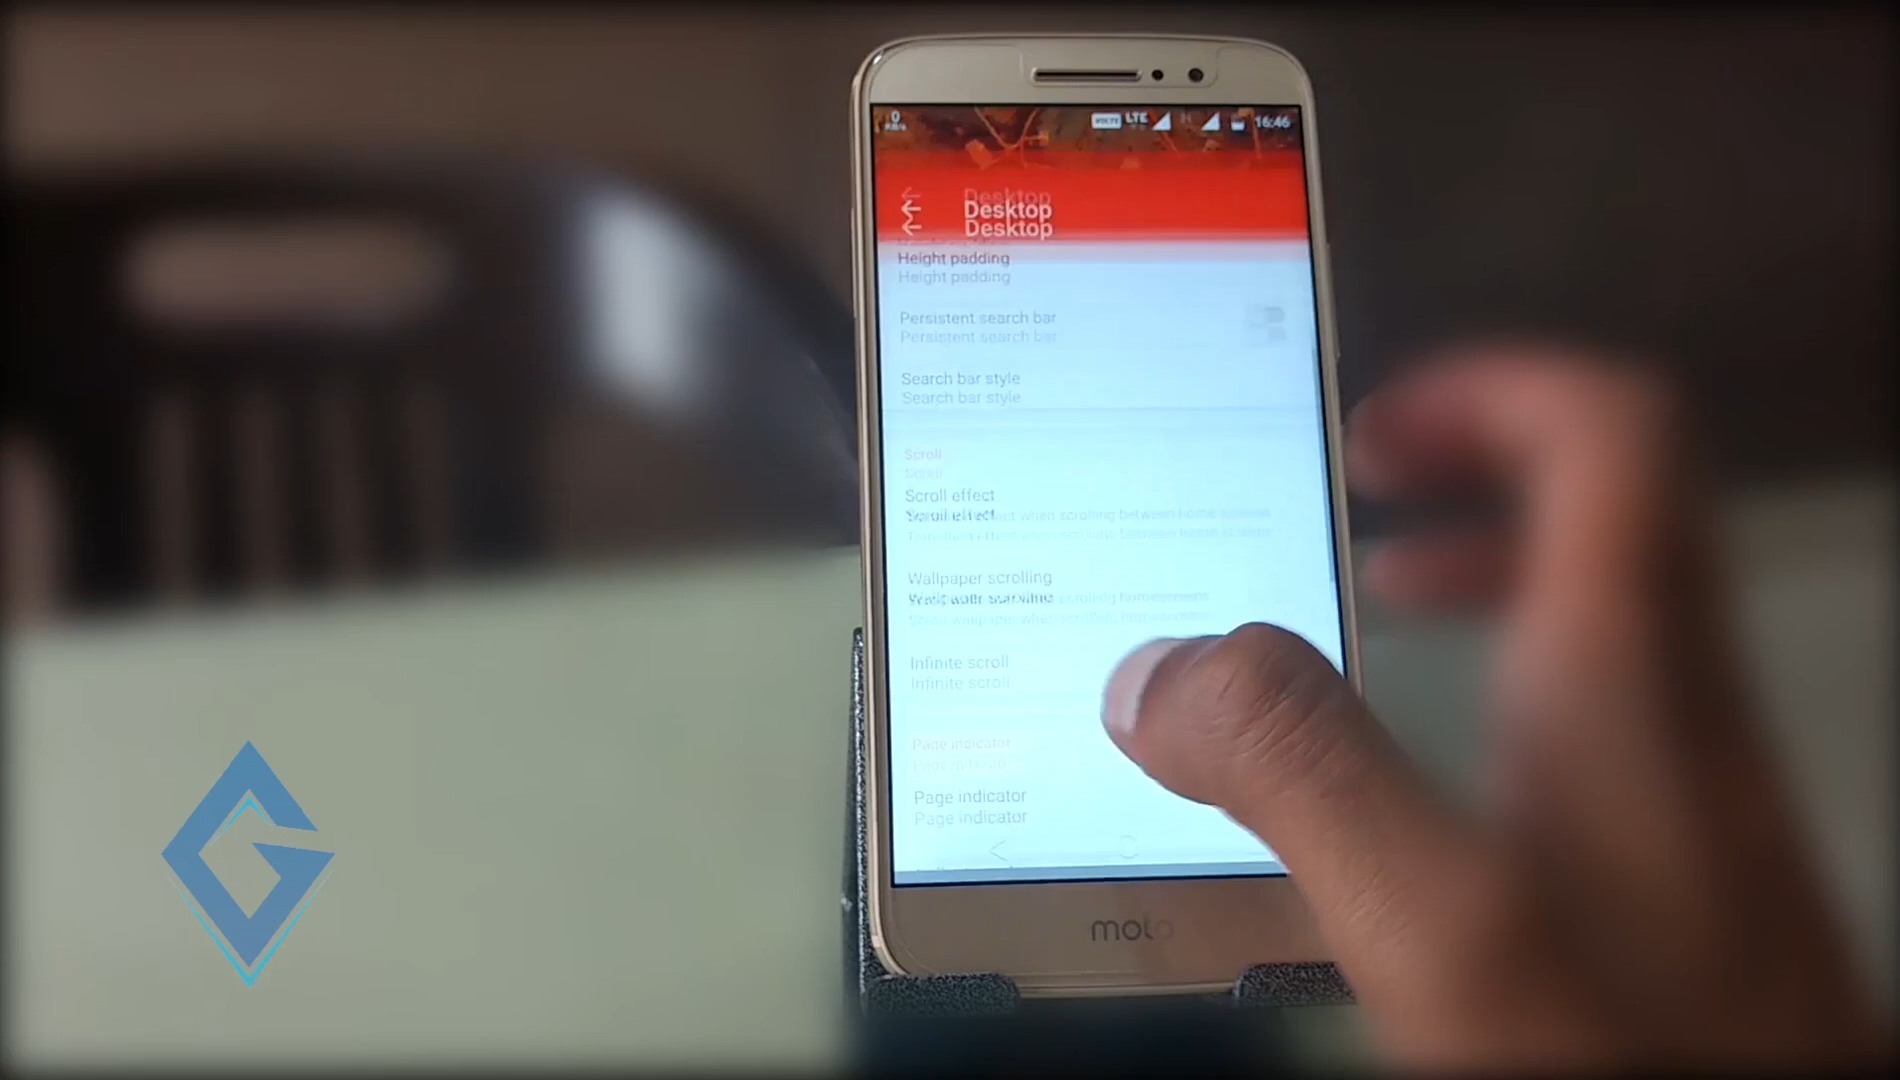 0
KB/s
VOLTE LTE H 16:46
Desktop
Desktop
Desktop
Height padding
Height padding
Persistent search bar
Persistent search bar
Search bar style
Search bar style
Scroll
Scroll
Scroll effect
Scroll effect
Transition effect when scrolling between home screens
Wallpaper scrolling
Wallpaper scrolling
Scroll wallpaper when scrolling homescreens
Infinite scroll
Infinite scroll
Page indicator
Page indicator
Page indicator
Page indicator
moto